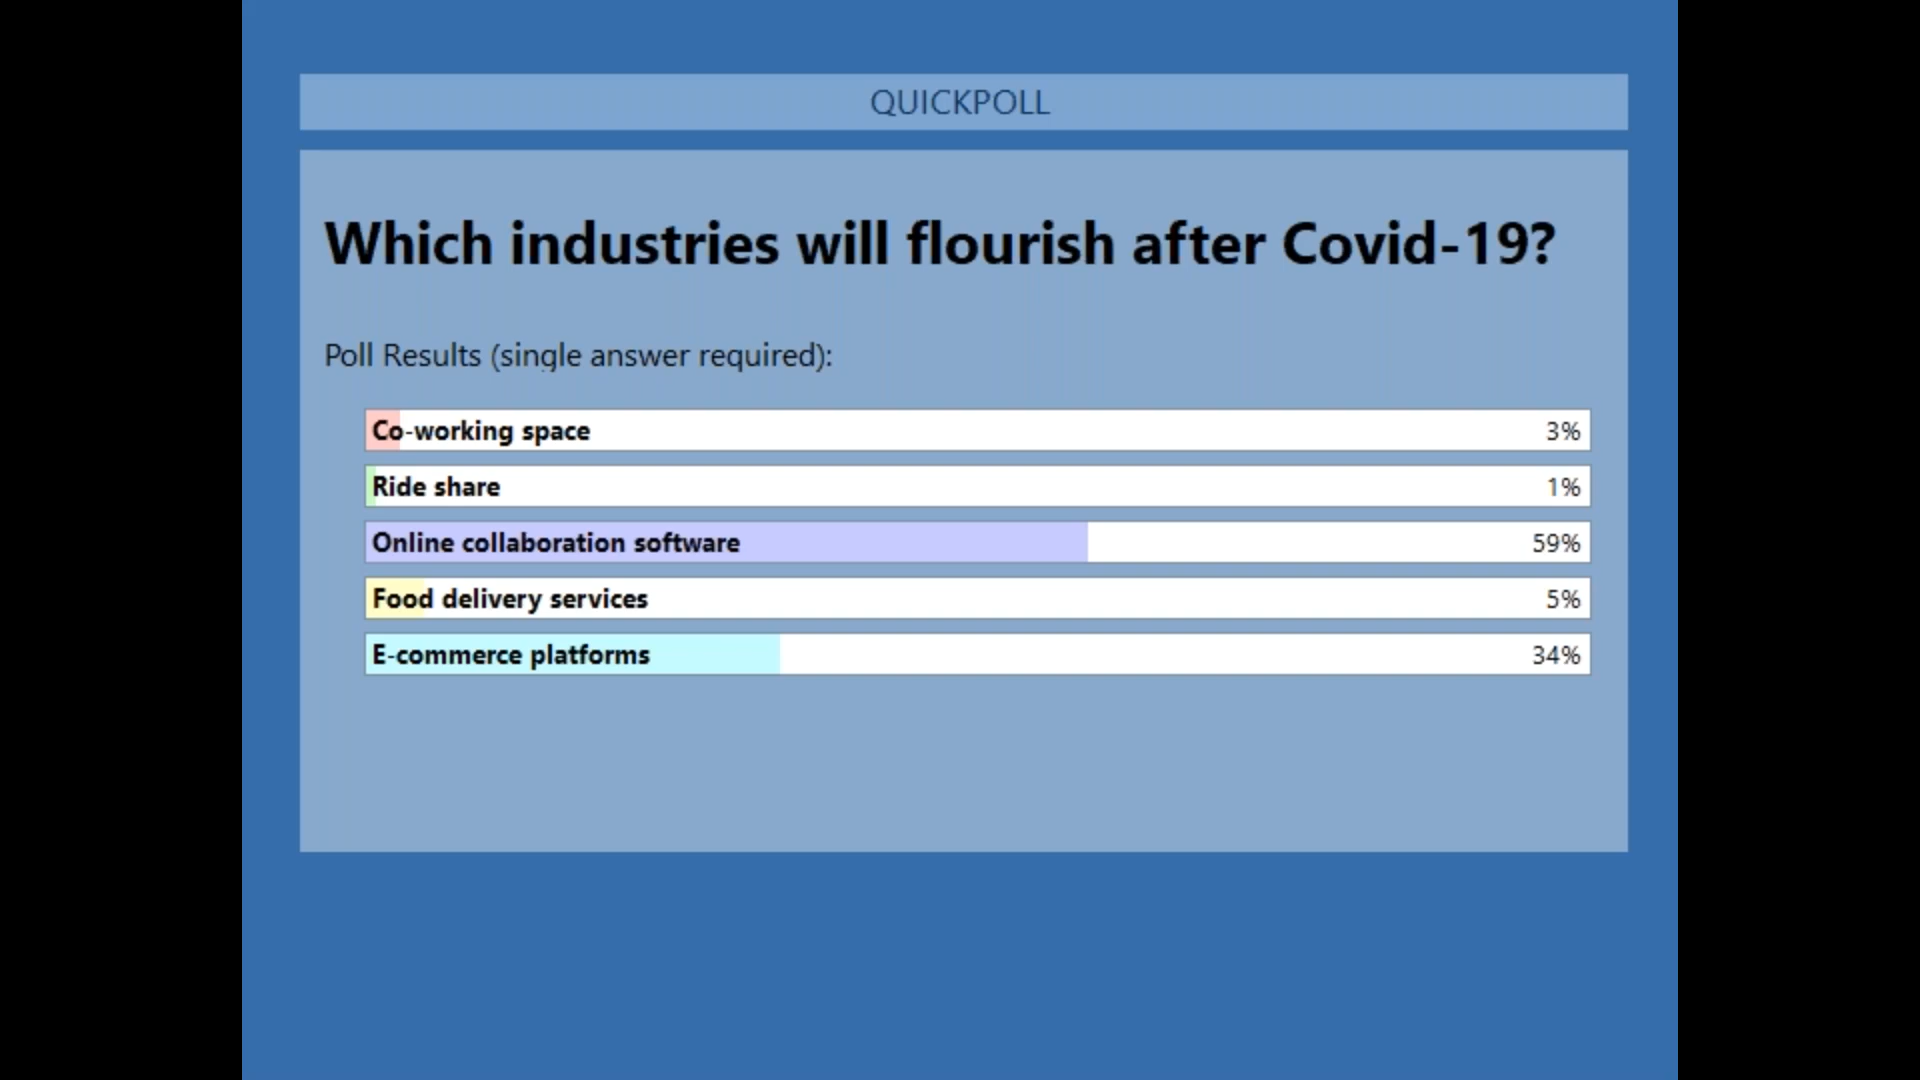 QUICKPOLL
Which industries will flourish after Covid-19?
Poll Results (single answer required):
Co-working space 3%
Ride share 1%
Online collaboration software 59%
Food delivery services 5%
E-commerce platforms 34%